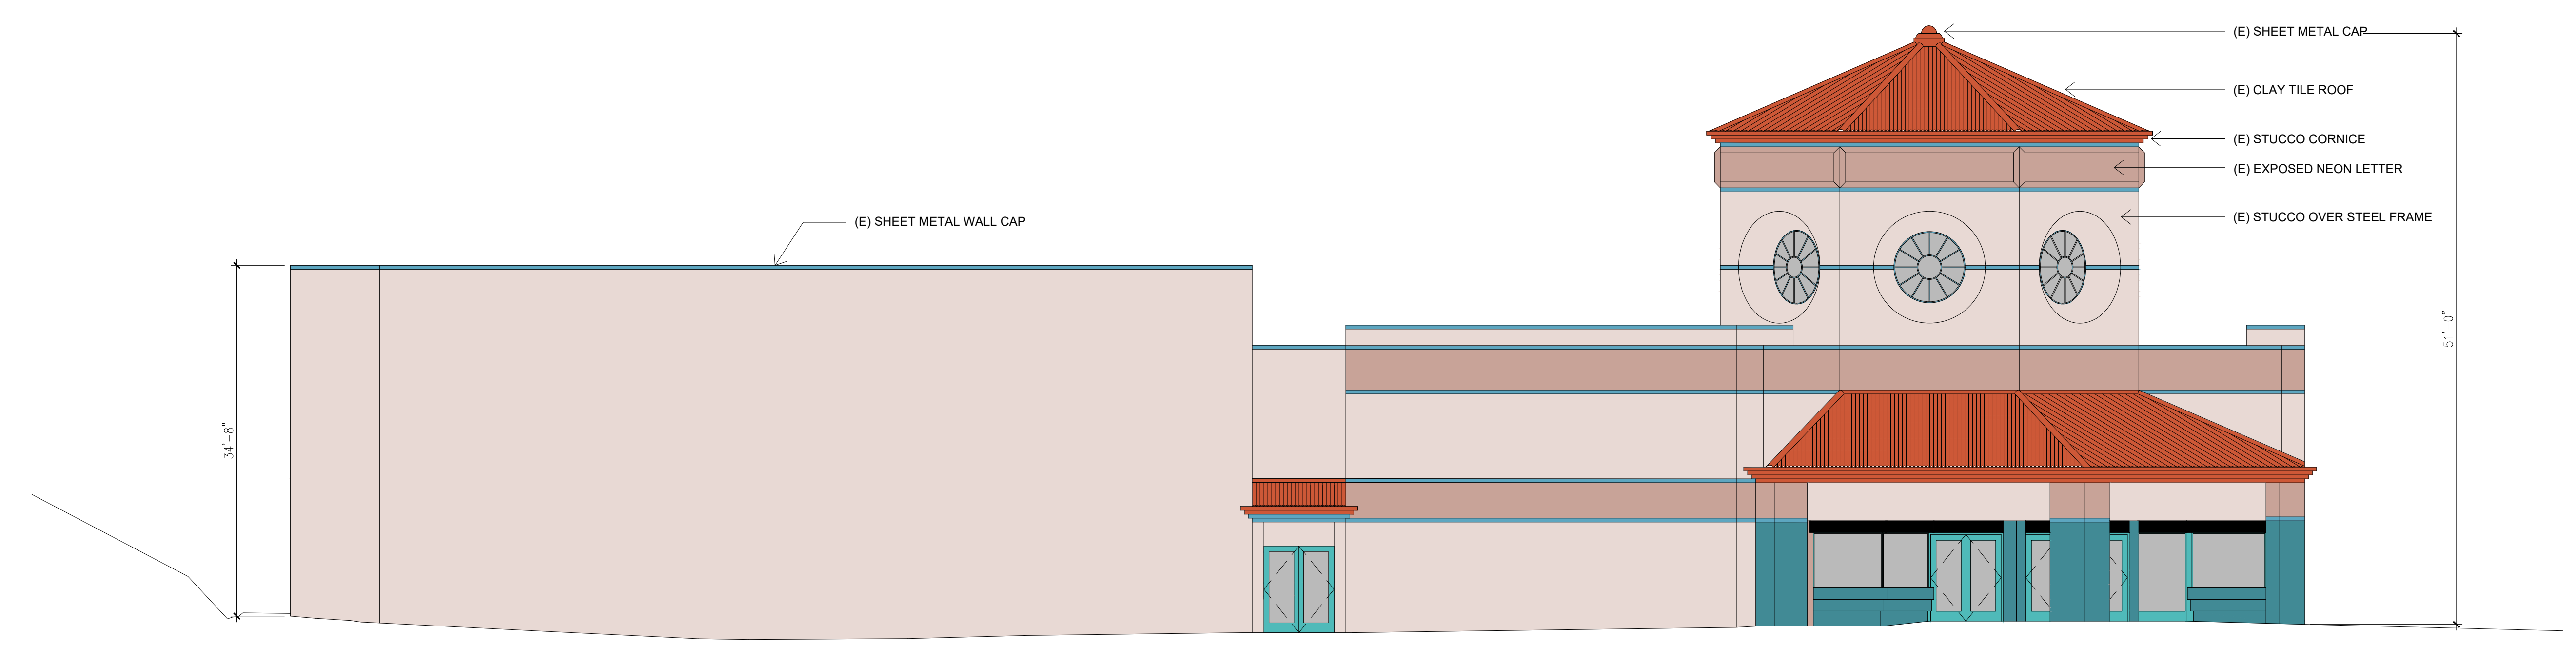 (E) SHEET METAL CAP
(E) CLAY TILE ROOF
(E) STUCCO CORNICE
(E) EXPOSED NEON LETTER
(E) STUCCO OVER STEEL FRAME
(E) SHEET METAL WALL CAP
34'-8"
51'-0"